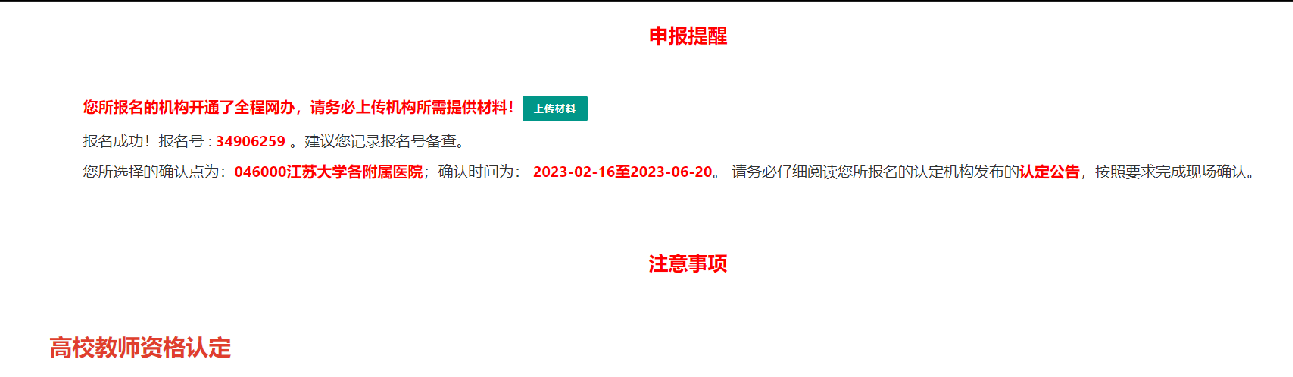 申报提醒
您所报名的机构开通了全程网办，请务必上传机构所需提供材料！ 上传材料
报名成功！报名号 : 34906259 。建议您记录报名号备查。
您所选择的确认点为：046000江苏大学各附属医院；确认时间为： 2023-02-16至2023-06-20。 请务必仔细阅读您所报名的认定机构发布的认定公告，按照要求完成现场确认。
注意事项
高校教师资格认定